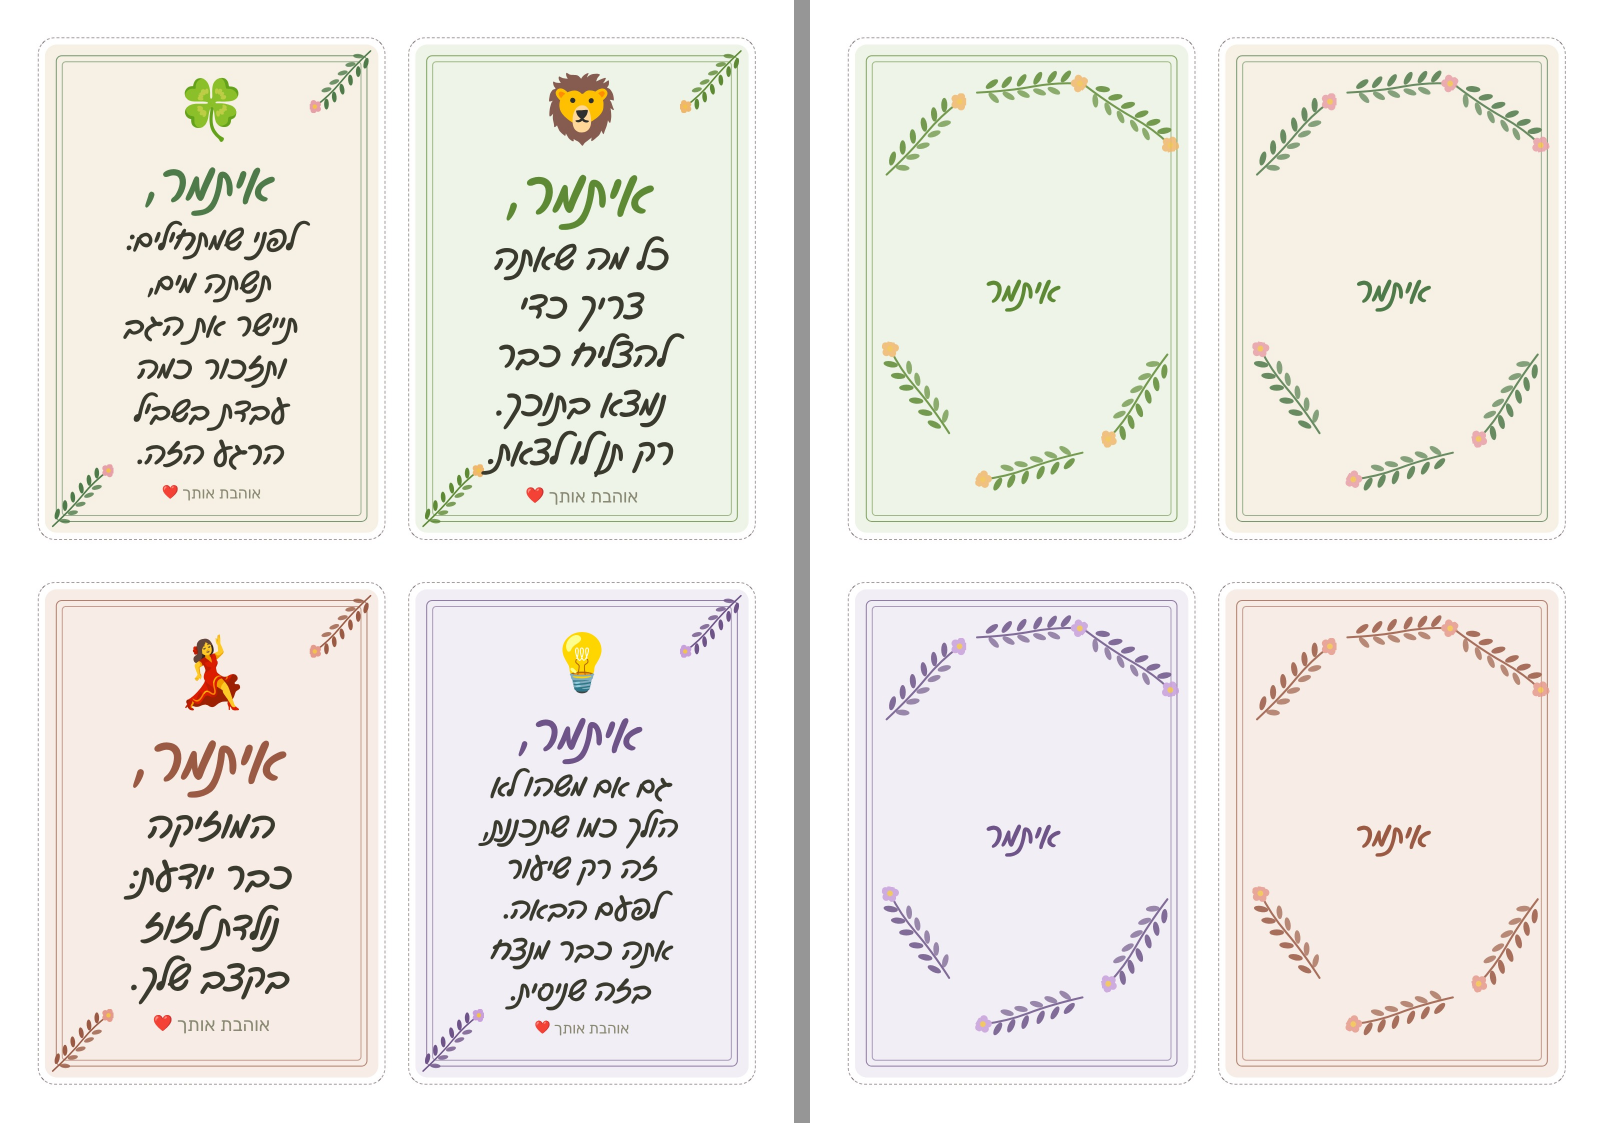 איתמר,
לפני שמתחילים:
תשתה מים,
תיישר את הגב
ותזכור כמה
עבדת בשביל
הרגע הזה.
אוהבת אותך ❤️
איתמר,
כל מה שאתה
צריך כדי
להצליח כבר
נמצא בתוכך.
רק תן לו לצאת.
אוהבת אותך ❤️
איתמר,
המוזיקה
כבר יודעת:
נולדת לזוז
בקצב שלך.
אוהבת אותך ❤️
איתמר,
גם אם משהו לא
הולך כמו שתכננת,
זה רק שיעור
לפעם הבאה.
אתה כבר מנצח
בזה שניסית.
אוהבת אותך ❤️
איתמר
איתמר
איתמר
איתמר